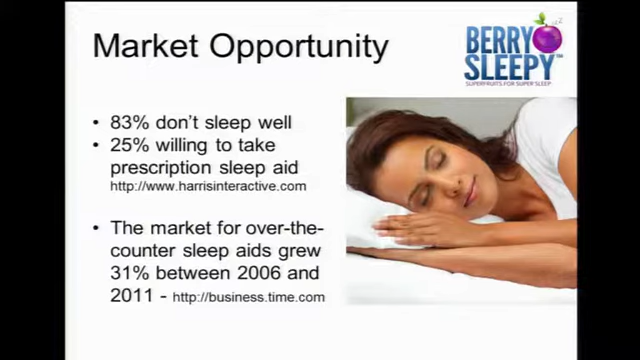 Market Opportunity
BERRY
SLEEPY™
SUPERFRUITS FOR SUPER SLEEP
• 83% don't sleep well
• 25% willing to take
prescription sleep aid
http://www.harrisinteractive.com
• The market for over-the-
counter sleep aids grew
31% between 2006 and
2011 - http://business.time.com